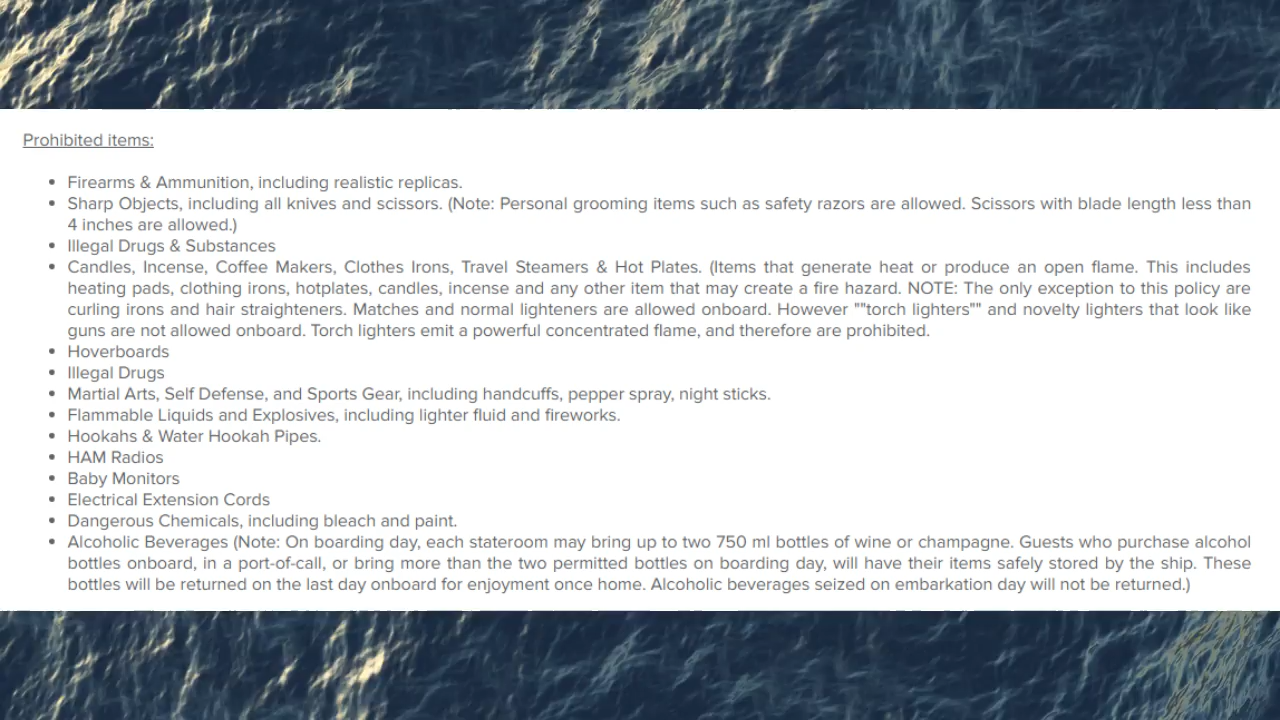 Prohibited items:
• Firearms & Ammunition, including realistic replicas.
• Sharp Objects, including all knives and scissors. (Note: Personal grooming items such as safety razors are allowed. Scissors with blade length less than
4 inches are allowed.)
• Illegal Drugs & Substances
• Candles, Incense, Coffee Makers, Clothes Irons, Travel Steamers & Hot Plates. (Items that generate heat or produce an open flame. This includes
heating pads, clothing irons, hotplates, candles, incense and any other item that may create a fire hazard. NOTE: The only exception to this policy are
curling irons and hair straighteners. Matches and normal lighteners are allowed onboard. However ""torch lighters"" and novelty lighters that look like
guns are not allowed onboard. Torch lighters emit a powerful concentrated flame, and therefore are prohibited.
• Hoverboards
• Illegal Drugs
• Martial Arts, Self Defense, and Sports Gear, including handcuffs, pepper spray, night sticks.
• Flammable Liquids and Explosives, including lighter fluid and fireworks.
• Hookahs & Water Hookah Pipes.
• HAM Radios
• Baby Monitors
• Electrical Extension Cords
• Dangerous Chemicals, including bleach and paint.
• Alcoholic Beverages (Note: On boarding day, each stateroom may bring up to two 750 ml bottles of wine or champagne. Guests who purchase alcohol
bottles onboard, in a port-of-call, or bring more than the two permitted bottles on boarding day, will have their items safely stored by the ship. These
bottles will be returned on the last day onboard for enjoyment once home. Alcoholic beverages seized on embarkation day will not be returned.)